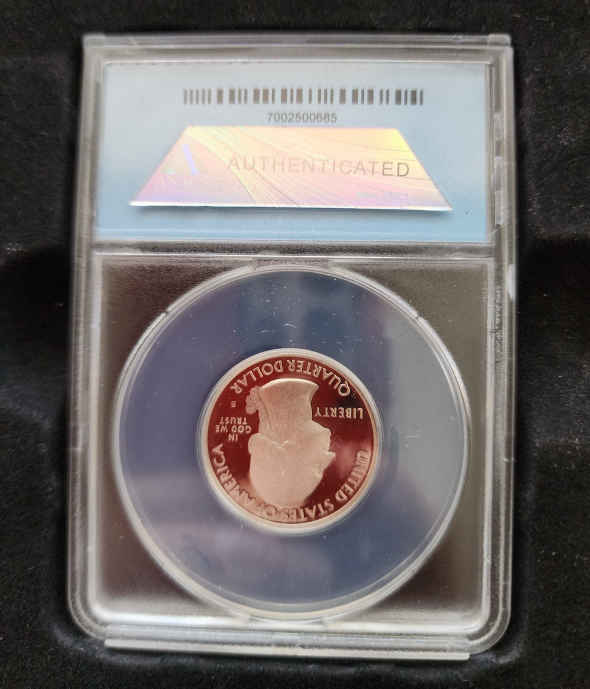 7002500685
AUTHENTICATED
UNITED STATES OF AMERICA
LIBERTY
IN
GOD WE
TRUST
S
QUARTER DOLLAR